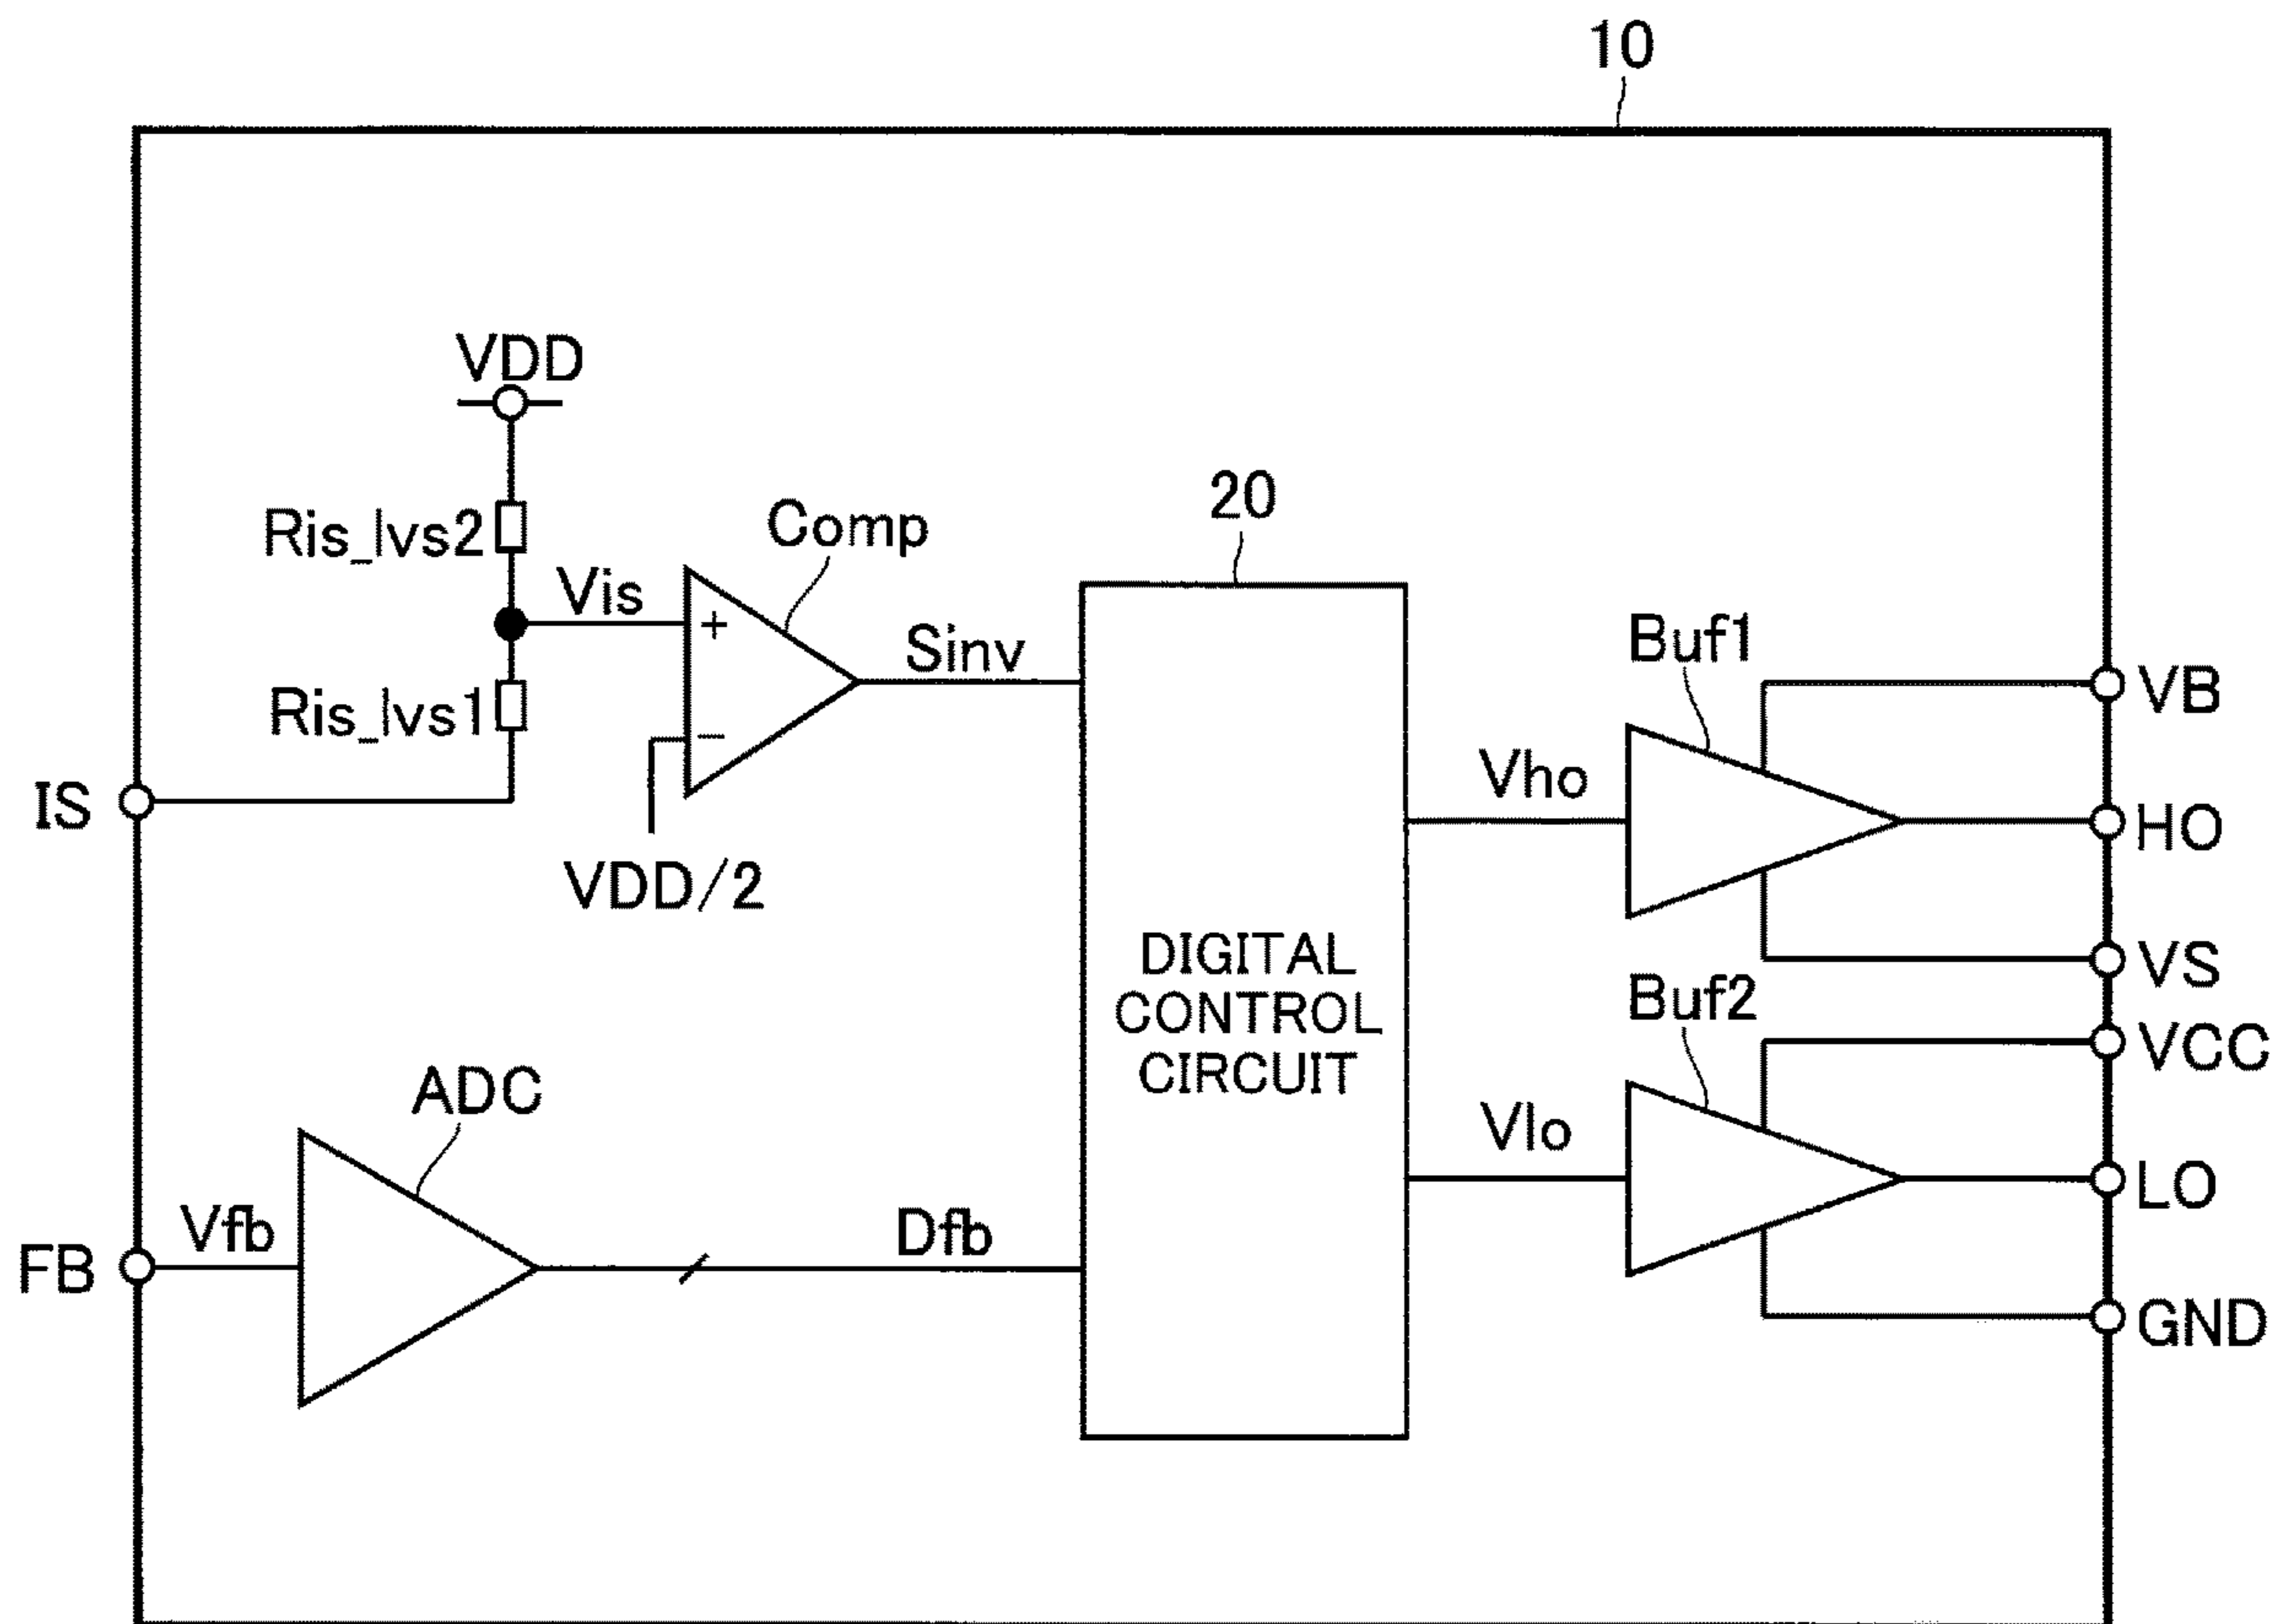 10
VDD
Ris_lvs2
Comp
20
Vis
+
Sinv
Buf1
VB
Ris_lvs1
−
Vho
IS
HO
VDD/2
DIGITAL
CONTROL
CIRCUIT
VS
Buf2
VCC
ADC
Vlo
LO
Vfb
Dfb
FB
GND